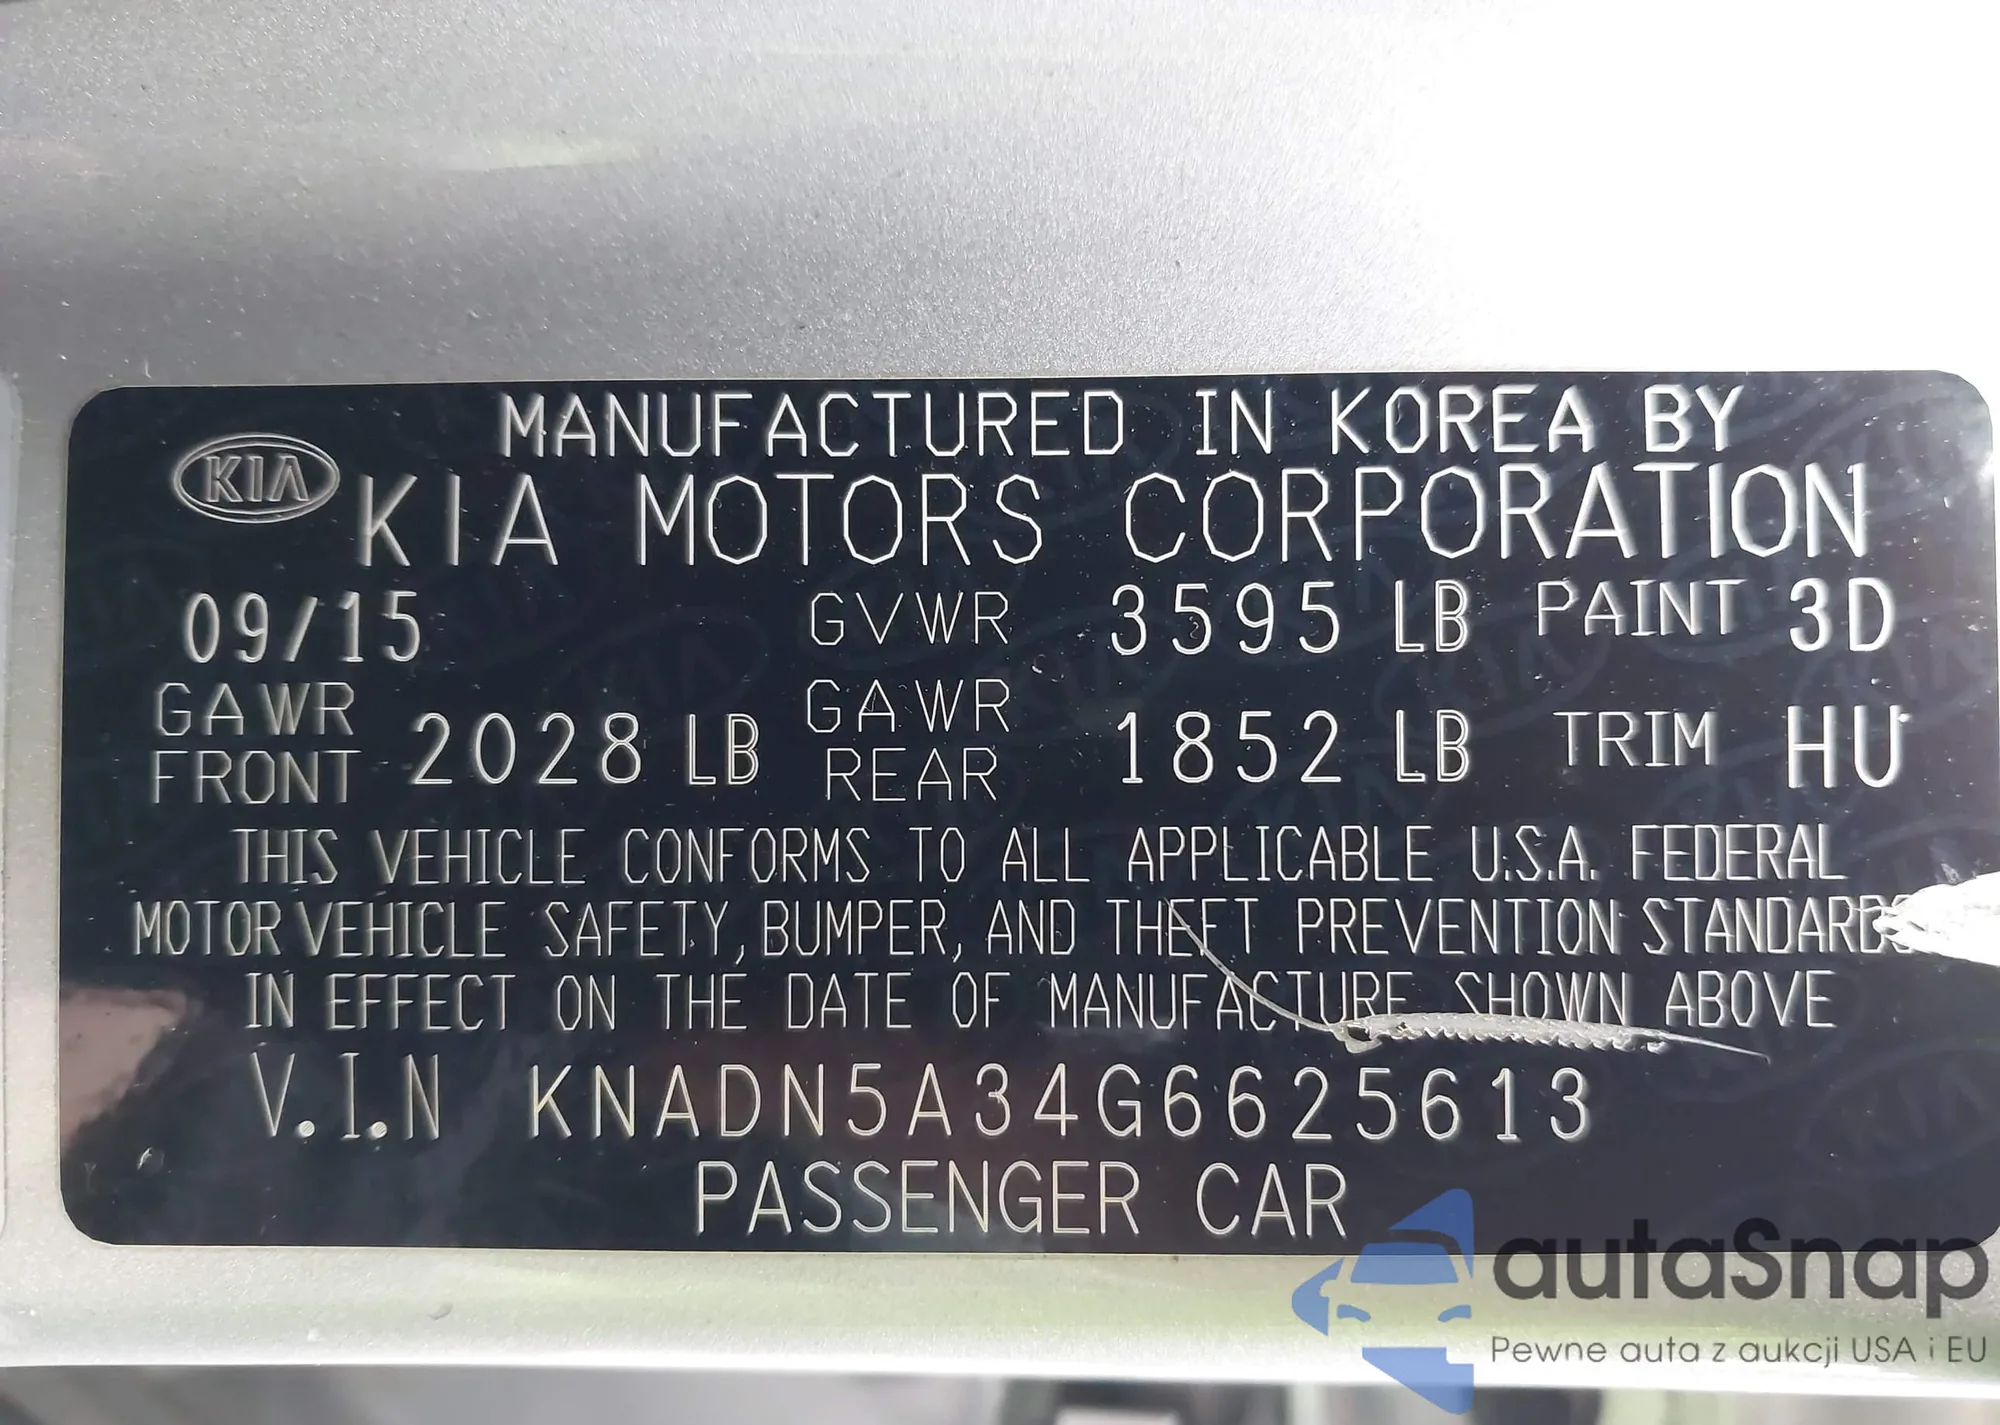 MANUFACTURED IN KOREA BY
KIA KIA MOTORS CORPORATION
09/15 GVWR 3595 LB PAINT 3D
GAWR FRONT 2028 LB GAWR REAR 1852 LB TRIM HU
THIS VEHICLE CONFORMS TO ALL APPLICABLE U.S.A. FEDERAL
MOTOR VEHICLE SAFETY, BUMPER, AND THEFT PREVENTION STANDARDS
IN EFFECT ON THE DATE OF MANUFACTURE SHOWN ABOVE
V.I.N KNADN5A34G6625613
PASSENGER CAR
autaSnap
Pewne auta z aukcji USA i EU